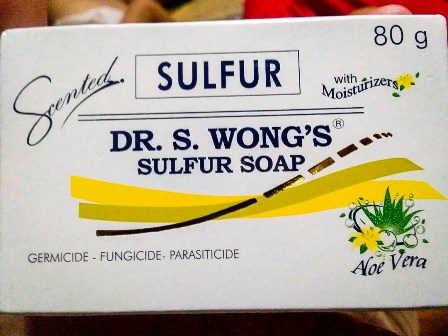 80 g
Scented
SULFUR
with
Moisturizers
DR. S. WONG'S®
SULFUR SOAP
GERMICIDE - FUNGICIDE- PARASITICIDE
Aloe Vera